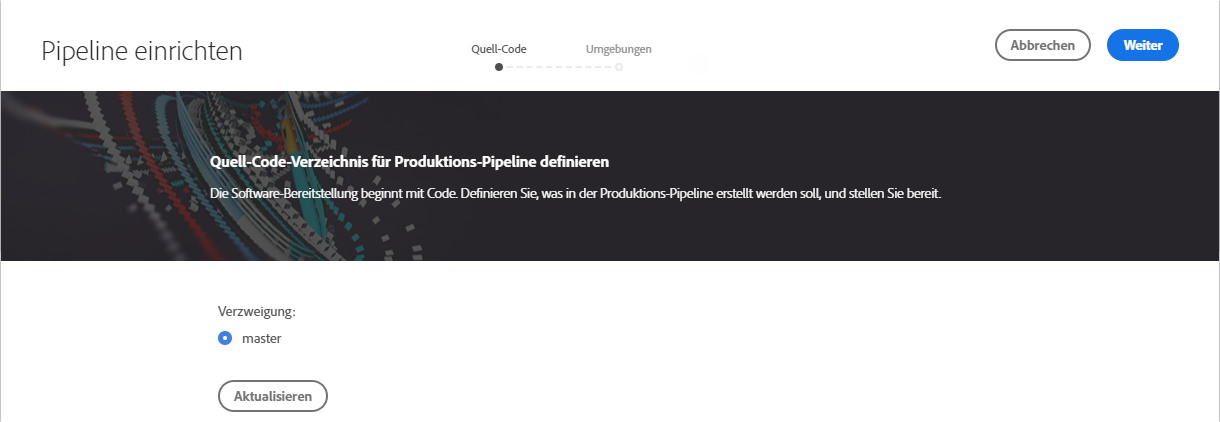 Pipeline einrichten
Quell-Code
Umgebungen
Abbrechen
Weiter
Quell-Code-Verzeichnis für Produktions-Pipeline definieren
Die Software-Bereitstellung beginnt mit Code. Definieren Sie, was in der Produktions-Pipeline erstellt werden soll, und stellen Sie bereit.
Verzweigung:
master
Aktualisieren